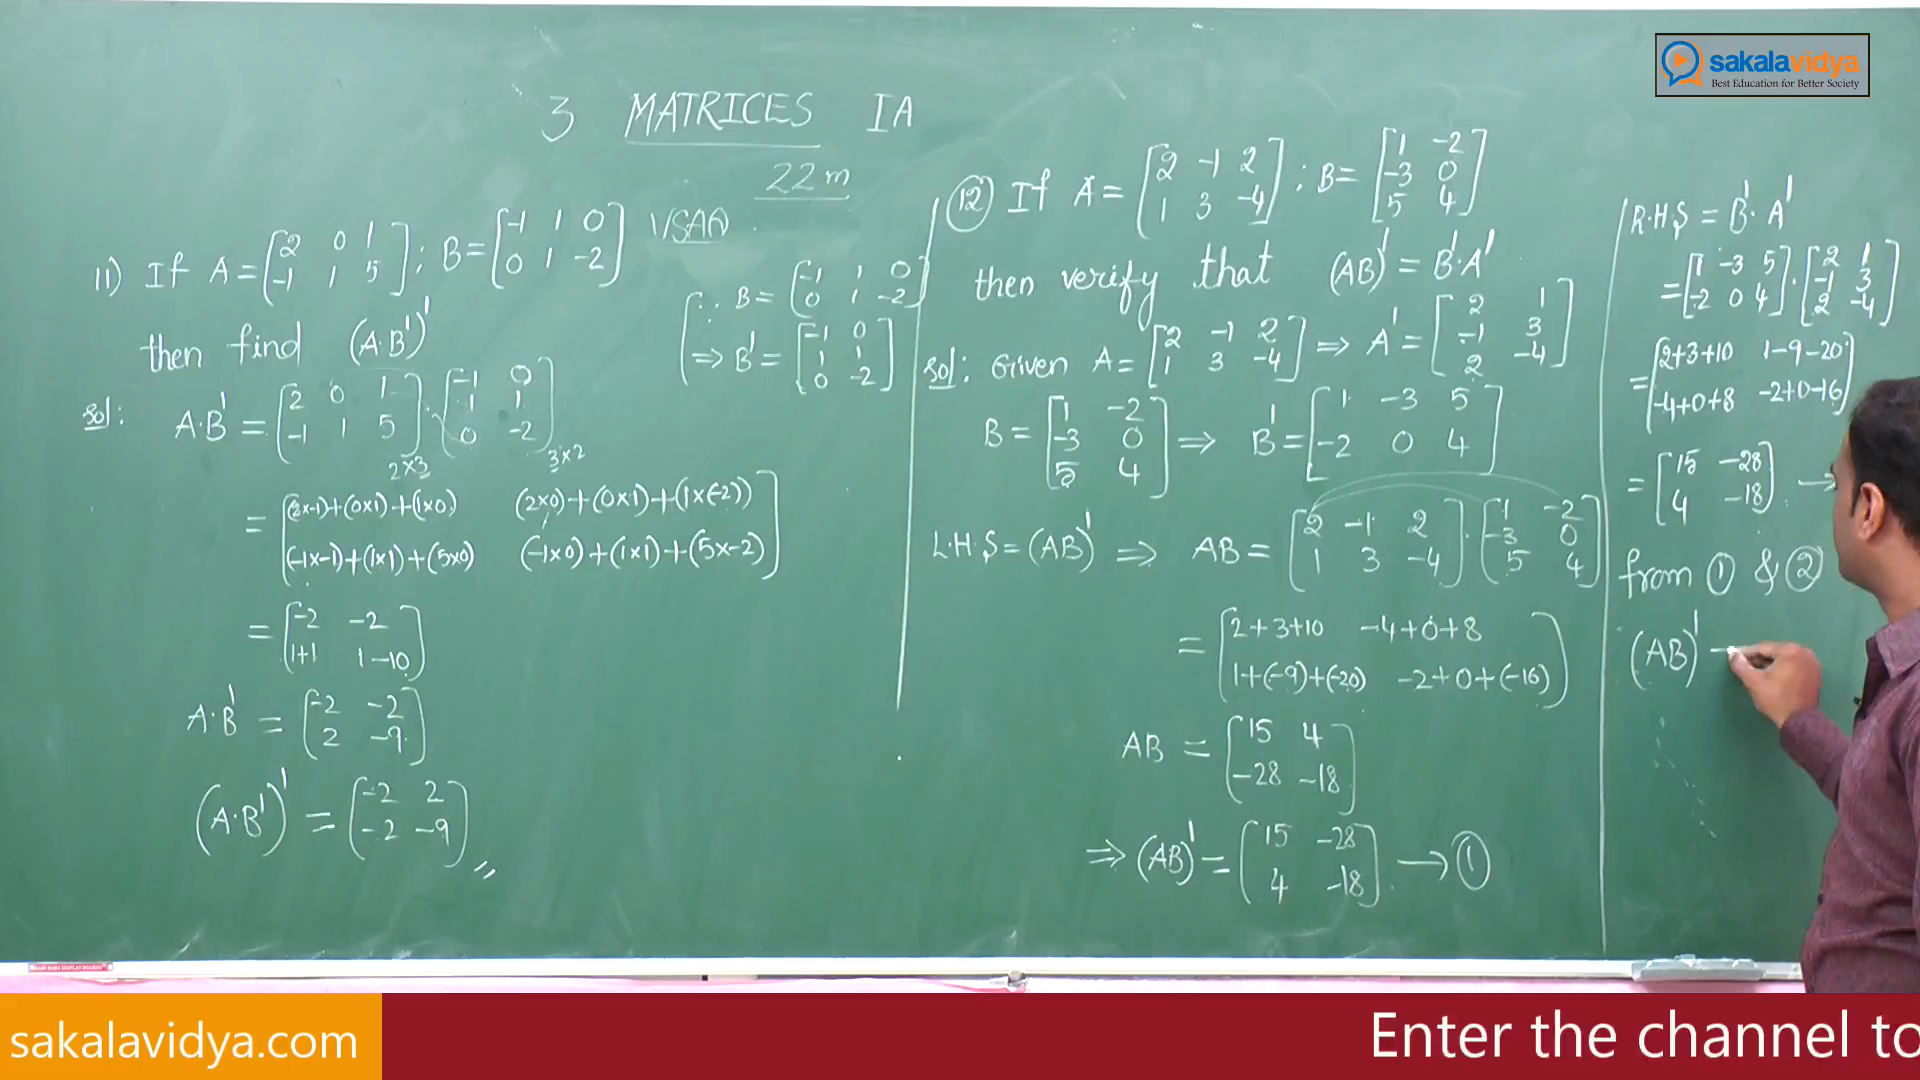 sakalavidya
Best Education for Better Society
3 MATRICES IA
22m
11) If A = [2 0 1; -1 1 5] ; B = [-1 1 0; 0 1 -2] VSAQ
then find (A.B')'
∵ B = [-1 1 0; 0 1 -2]
⇒ B' = [-1 0; 1 1; 0 -2]
Sol: A.B' = [2 0 1; -1 1 5]2×3 . [-1 0; 1 1; 0 -2]3×2
= [(2×-1)+(0×1)+(1×0) (2×0)+(0×1)+(1×(-2)); (-1×-1)+(1×1)+(5×0) (-1×0)+(1×1)+(5×-2)]
= [-2 -2; 1+1 1-10]
A.B' = [-2 -2; 2 -9]
(A.B')' = [-2 2; -2 -9]
12 If A = [2 -1 2; 1 3 -4] ; B = [1 -2; -3 0; 5 4]
then verify that (AB)' = B'.A'
Sol: Given A = [2 -1 2; 1 3 -4] ⇒ A' = [2 1; -1 3; 2 -4]
B = [1 -2; -3 0; 5 4] ⇒ B' = [1 -3 5; -2 0 4]
L.H.S = (AB)' ⇒ AB = [2 -1 2; 1 3 -4] . [1 -2; -3 0; 5 4]
= [2+3+10 -4+0+8; 1+(-9)+(-20) -2+0+(-16)]
AB = [15 4; -28 -18]
⇒ (AB)' = [15 -28; 4 -18] → 1
R.H.S = B'.A'
= [1 -3 5; -2 0 4] . [2 1; -1 3; 2 -4]
= [2+3+10 1-9-20; -4+0+8 -2+0-16]
= [15 -28; 4 -18] →
from 1 & 2
(AB)'
sakalavidya.com
Enter the channel to